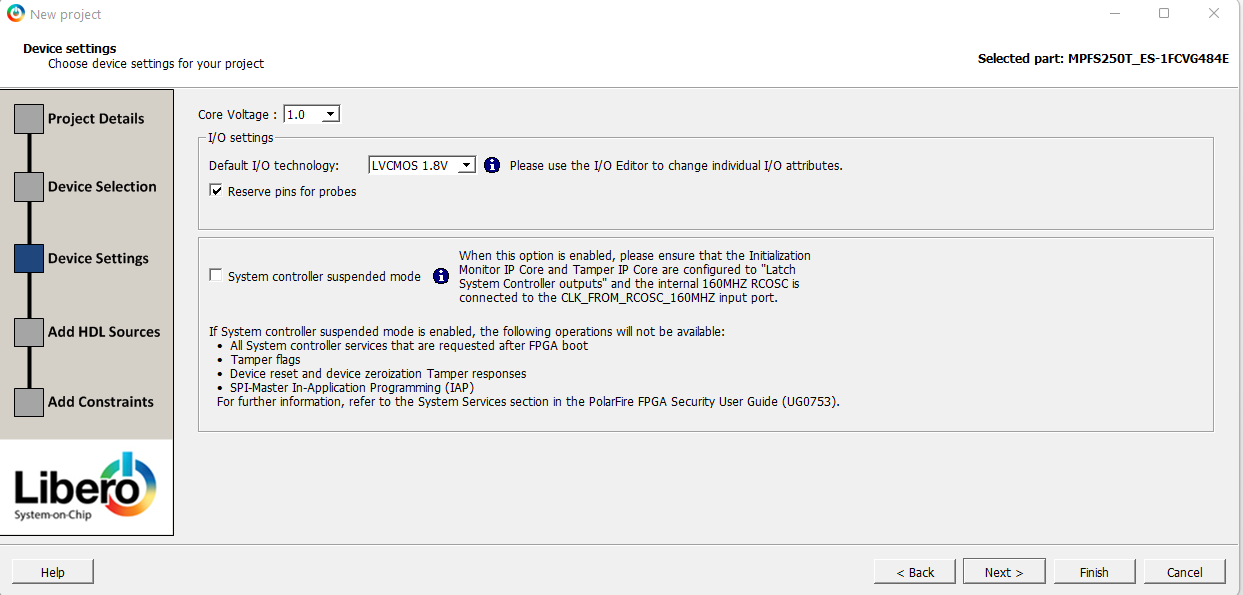 New project
Device settings
Choose device settings for your project
Selected part: MPFS250T_ES-1FCVG484E
Project Details
Device Selection
Device Settings
Add HDL Sources
Add Constraints
Libero
System-on-Chip
Core Voltage : 1.0
I/O settings
Default I/O technology: LVCMOS 1.8V Please use the I/O Editor to change individual I/O attributes.
Reserve pins for probes
System controller suspended mode
When this option is enabled, please ensure that the Initialization
Monitor IP Core and Tamper IP Core are configured to "Latch
System Controller outputs" and the internal 160MHZ RCOSC is
connected to the CLK_FROM_RCOSC_160MHZ input port.
If System controller suspended mode is enabled, the following operations will not be available:
• All System controller services that are requested after FPGA boot
• Tamper flags
• Device reset and device zeroization Tamper responses
• SPI-Master In-Application Programming (IAP)
For further information, refer to the System Services section in the PolarFire FPGA Security User Guide (UG0753).
Help
< Back
Next >
Finish
Cancel